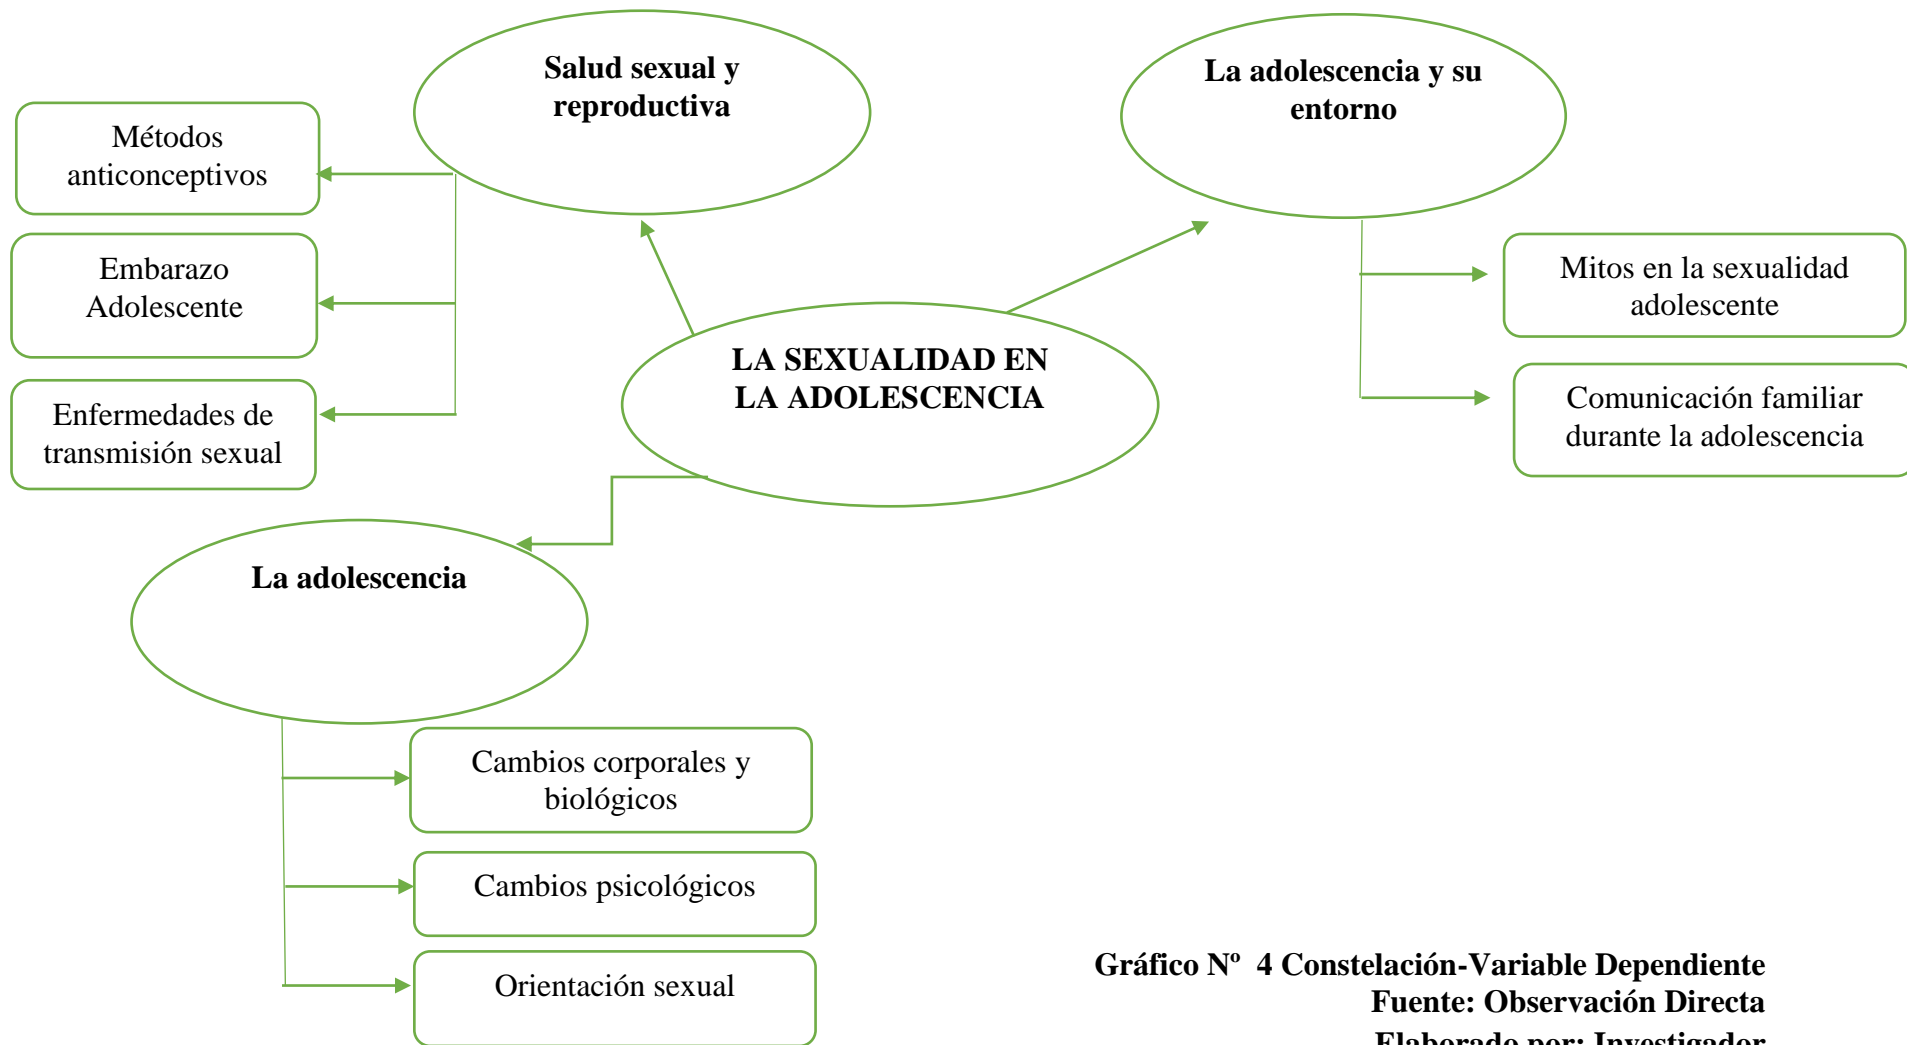 Salud sexual y
reproductiva
La adolescencia y su
entorno
Métodos
anticonceptivos
Embarazo
Adolescente
Enfermedades de
transmisión sexual
Mitos en la sexualidad
adolescente
Comunicación familiar
durante la adolescencia
LA SEXUALIDAD EN
LA ADOLESCENCIA
La adolescencia
Cambios corporales y
biológicos
Cambios psicológicos
Orientación sexual
Gráfico Nº 4 Constelación-Variable Dependiente
Fuente: Observación Directa
Elaborado por: Investigador